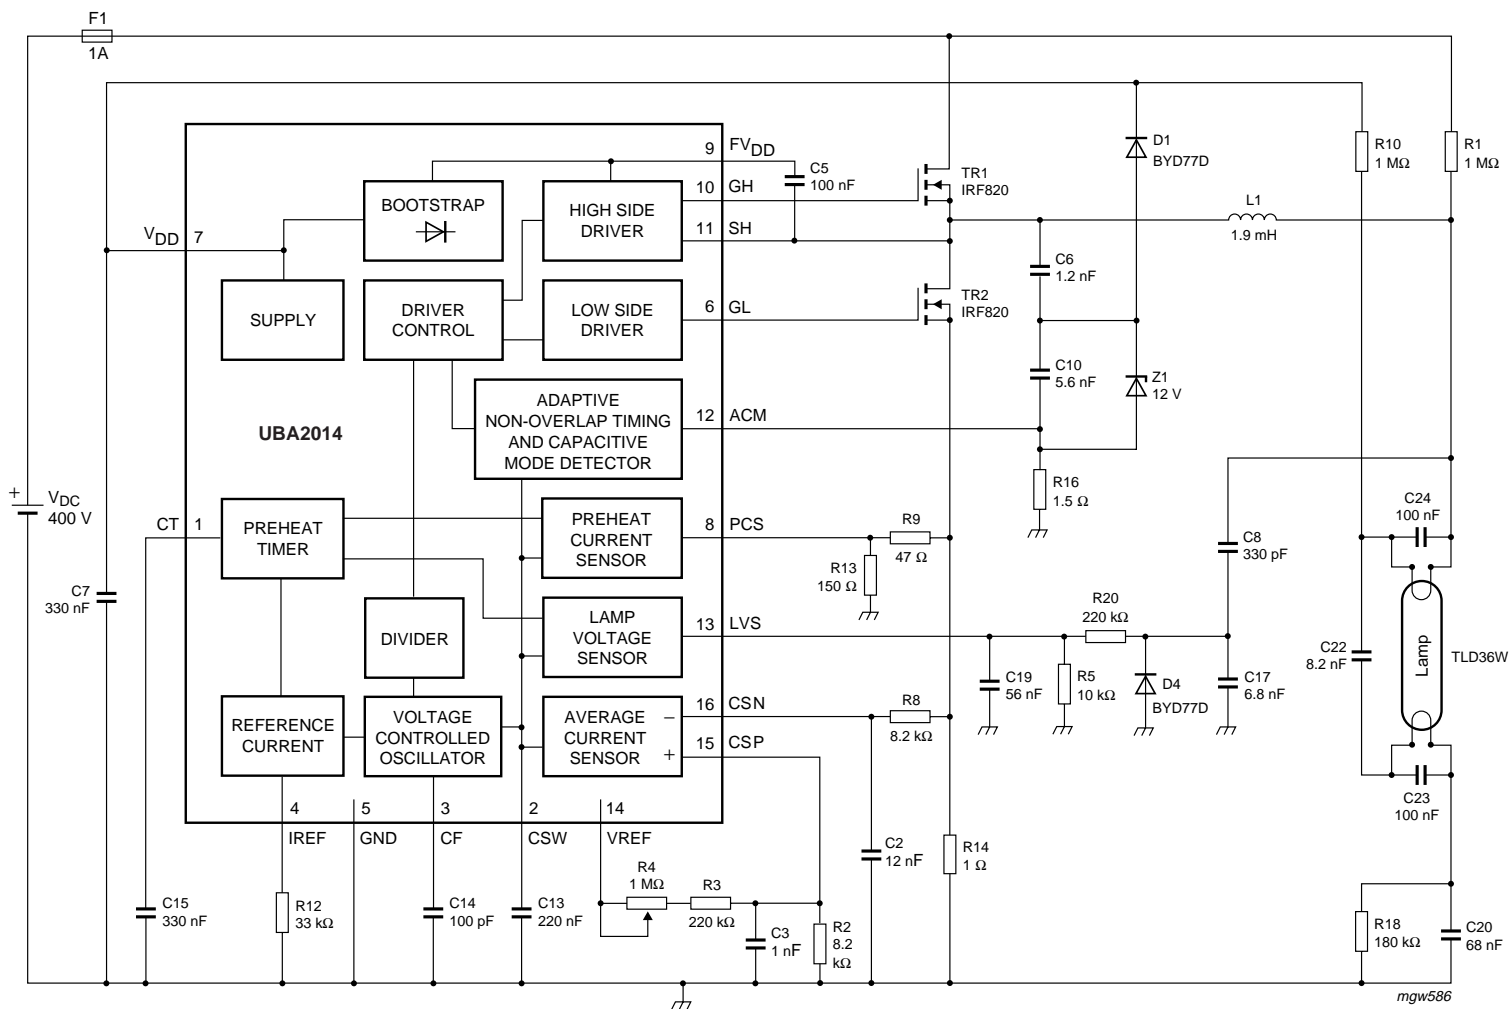 F1
1A
9 FVDD
C5
100 nF
BOOTSTRAP
HIGH SIDE
DRIVER
10 GH
11 SH
TR1
IRF820
D1
BYD77D
R10
1 MΩ
R1
1 MΩ
L1
1.9 mH
VDD 7
SUPPLY
DRIVER
CONTROL
LOW SIDE
DRIVER
6 GL
TR2
IRF820
C6
1.2 nF
C10
5.6 nF
Z1
12 V
UBA2014
ADAPTIVE
NON-OVERLAP TIMING
AND CAPACITIVE
MODE DETECTOR
12 ACM
R16
1.5 Ω
+
VDC
400 V
CT 1
PREHEAT
TIMER
PREHEAT
CURRENT
SENSOR
8 PCS
R9
47 Ω
R13
150 Ω
C8
330 pF
C24
100 nF
C7
330 nF
DIVIDER
LAMP
VOLTAGE
SENSOR
13 LVS
R20
220 kΩ
C19
56 nF
R5
10 kΩ
D4
BYD77D
C17
6.8 nF
C22
8.2 nF
Lamp
TLD36W
REFERENCE
CURRENT
VOLTAGE
CONTROLLED
OSCILLATOR
AVERAGE
CURRENT
SENSOR
−
+
16 CSN
15 CSP
R8
8.2 kΩ
C23
100 nF
4 5 3 2 14
IREF GND CF CSW VREF
C2
12 nF
R14
1 Ω
C15
330 nF
R12
33 kΩ
C14
100 pF
C13
220 nF
R4
1 MΩ
R3
220 kΩ
C3
1 nF
R2
8.2
kΩ
R18
180 kΩ
C20
68 nF
mgw586